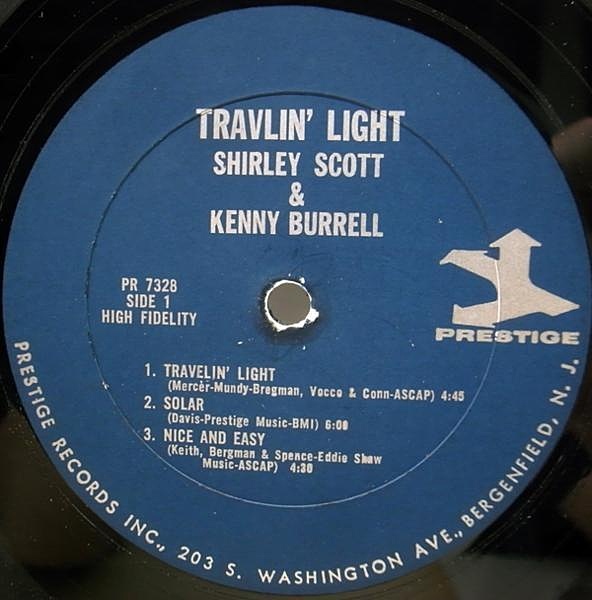 TRAVLIN' LIGHT
SHIRLEY SCOTT
&
KENNY BURRELL
PR 7328
SIDE 1
HIGH FIDELITY
PRESTIGE
1. TRAVELIN' LIGHT
(Mercer-Mundy-Bregman, Vocco & Conn-ASCAP) 4:45
2. SOLAR
(Davis-Prestige Music-BMI) 6:00
3. NICE AND EASY
(Keith, Bergman & Spence-Eddie Shaw
Music-ASCAP) 4:30
PRESTIGE RECORDS INC., 203 S. WASHINGTON AVE., BERGENFIELD, N. J.